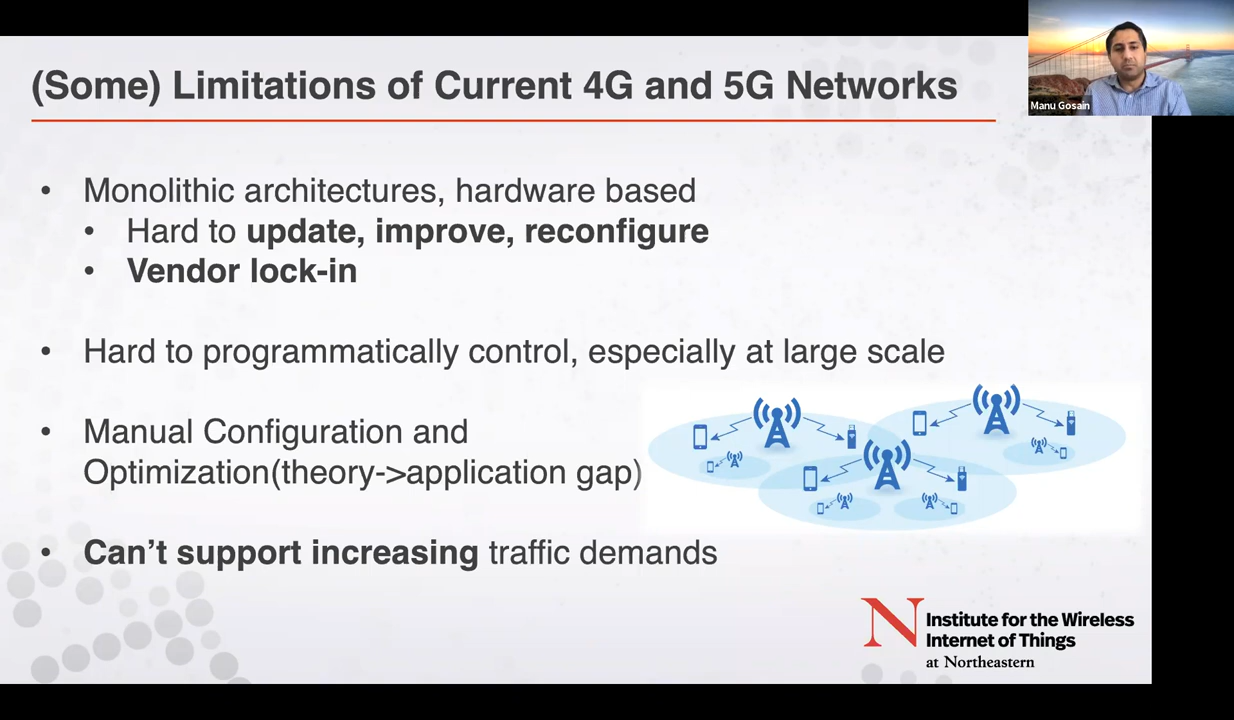 (Some) Limitations of Current 4G and 5G Networks
Manu Gosain
• Monolithic architectures, hardware based
• Hard to update, improve, reconfigure
• Vendor lock-in
• Hard to programmatically control, especially at large scale
• Manual Configuration and
Optimization(theory->application gap)
• Can’t support increasing traffic demands
N
Institute for the Wireless
Internet of Things
at Northeastern